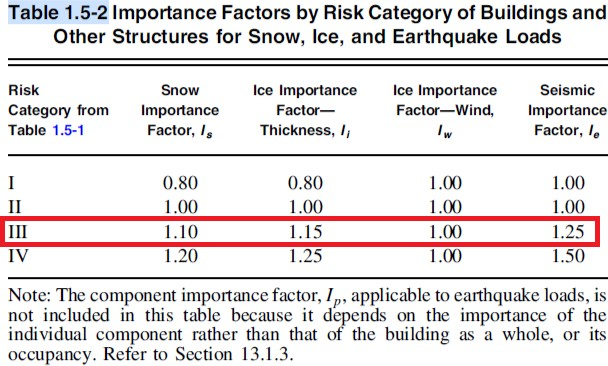 Table 1.5-2 Importance Factors by Risk Category of Buildings and
Other Structures for Snow, Ice, and Earthquake Loads
Risk Category from Table 1.5-1 Snow Importance Factor, Is Ice Importance Factor—Thickness, Ii Ice Importance Factor—Wind, Iw Seismic Importance Factor, Ie
I 0.80 0.80 1.00 1.00
II 1.00 1.00 1.00 1.00
III 1.10 1.15 1.00 1.25
IV 1.20 1.25 1.00 1.50
Note: The component importance factor, Ip, applicable to earthquake loads, is
not included in this table because it depends on the importance of the
individual component rather than that of the building as a whole, or its
occupancy. Refer to Section 13.1.3.